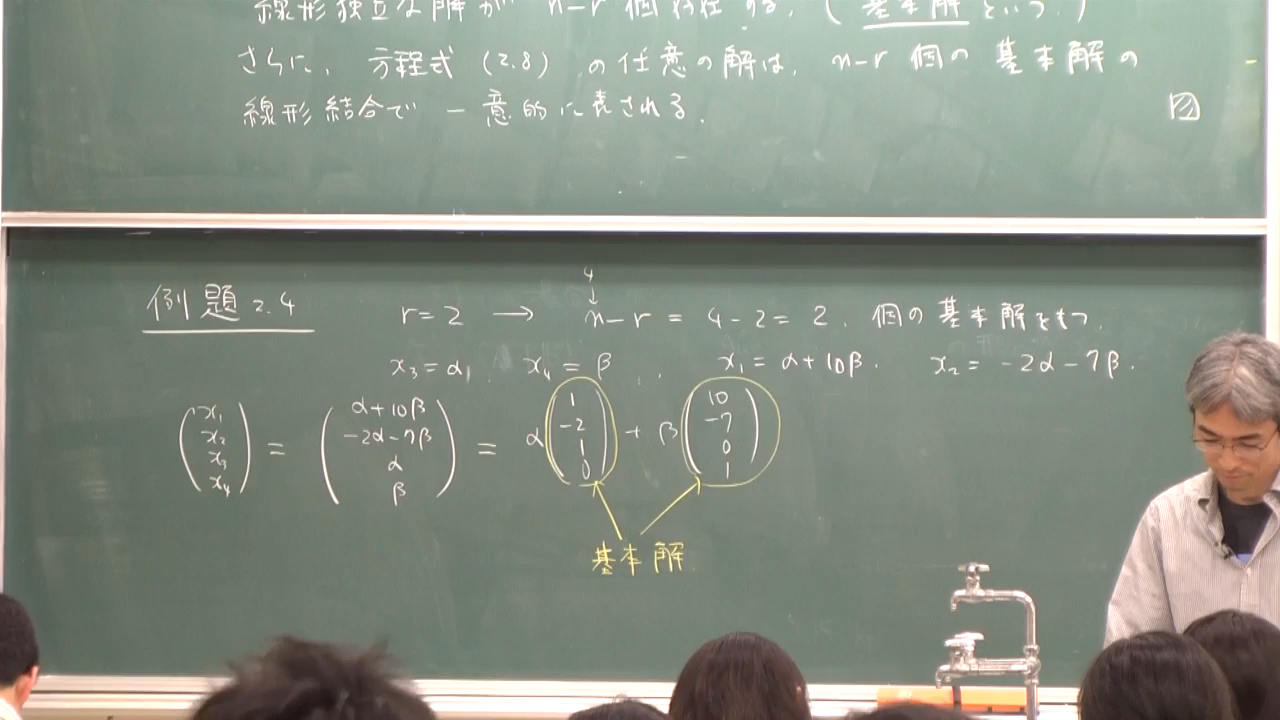 線形独立な解が n-r 個存在する. (基本解という.)
さらに, 方程式 (2.8) の任意の解は, n-r 個の基本解の
線形結合で一意的に表される.
例題 2.4
4
↓
r=2 → n-r = 4-2 = 2. 個の基本解をもつ.
x₃=α, x₄=β x₁=α+10β. x₂=-2α-7β.
(x₁ x₂ x₃ x₄) = (α+10β -2α-7β α β) = α(1 -2 1 0) + β(10 -7 0 1)
基本解